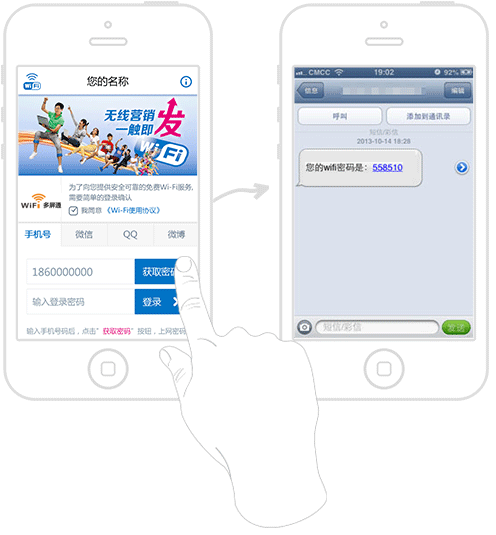 WiFi
您的名称
无线营销
一触即发
WiFi
为了向您提供安全可靠的免费Wi-Fi服务,
需要简单的登录确认
WiFi 多屏通
我同意 《Wi-Fi使用协议》
手机号 微信 QQ 微博
1860000000 获取密码
输入登录密码 登录
输入手机号码后，点击“获取密码”按钮，上网密码
CMCC 19:02 92%
信息 编辑
呼叫 添加到通讯录
短信/彩信
2013-10-14 18:28
您的wifi密码是：558510
短信/彩信 发送